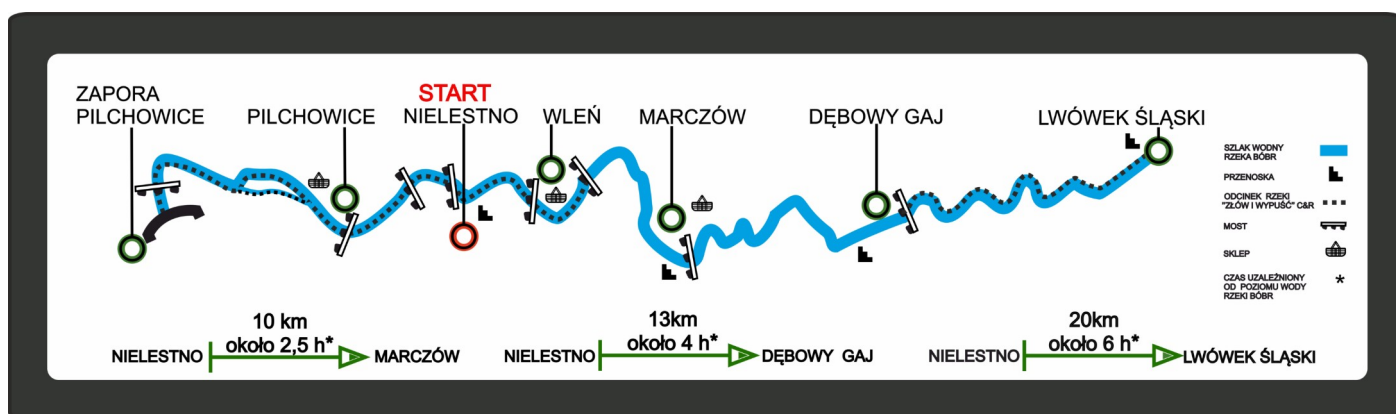 ZAPORA
PILCHOWICE
PILCHOWICE
START
NIELESTNO
WLEŃ
MARCZÓW
DĘBOWY GAJ
LWÓWEK ŚLĄSKI
SZLAK WODNY
RZEKA BÓBR
PRZENOSKA
ODCINEK RZEKI
"ZŁÓW I WYPUŚĆ" C&R
MOST
SKLEP
CZAS UZALEŻNIONY
OD POZIOMU WODY
RZEKI BÓBR
*
10 km
około 2,5 h*
NIELESTNO
MARCZÓW
13km
około 4 h*
NIELESTNO
DĘBOWY GAJ
20km
około 6 h*
NIELESTNO
LWÓWEK ŚLĄSKI